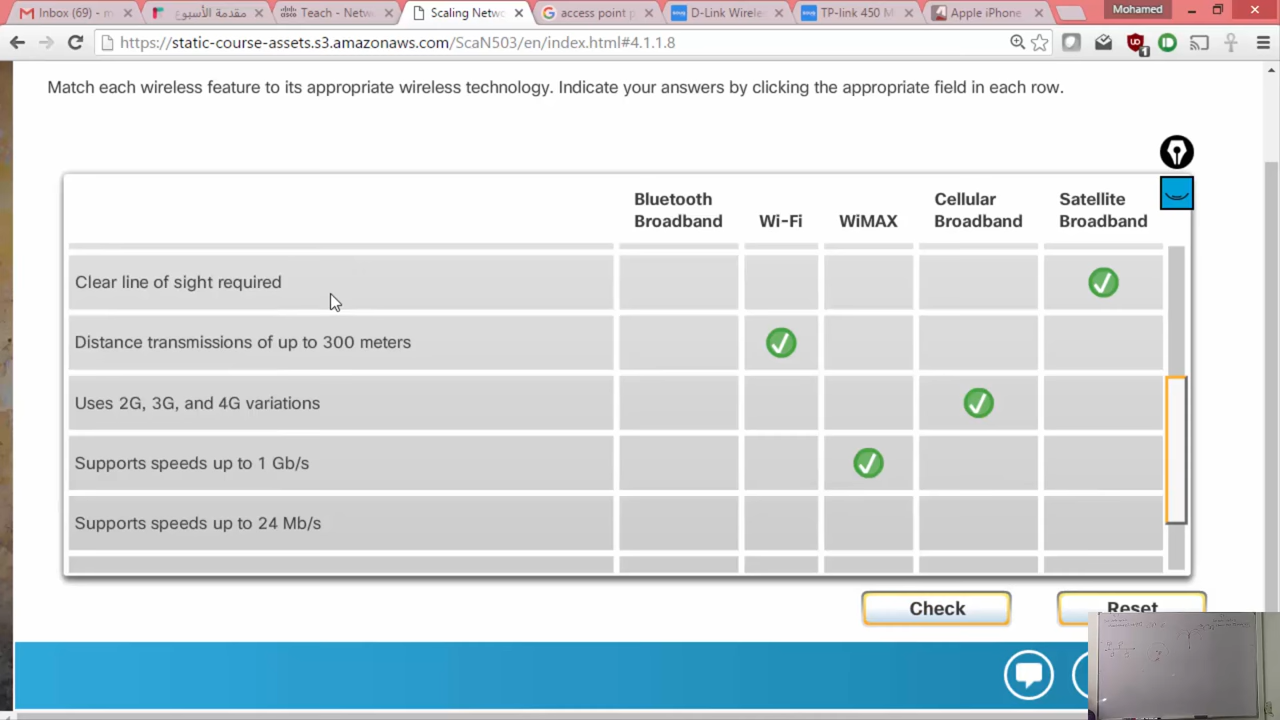 Inbox (69) - m
مقدمة الأسبوع
Teach - Netw
Scaling Netwo
access point p
D-Link Wirele
TP-link 450 M
Apple iPhone
Mohamed
https://static-course-assets.s3.amazonaws.com/ScaN503/en/index.html#4.1.1.8
Match each wireless feature to its appropriate wireless technology. Indicate your answers by clicking the appropriate field in each row.
Bluetooth Broadband
Wi-Fi
WiMAX
Cellular Broadband
Satellite Broadband
Clear line of sight required
Distance transmissions of up to 300 meters
Uses 2G, 3G, and 4G variations
Supports speeds up to 1 Gb/s
Supports speeds up to 24 Mb/s
Check
Reset